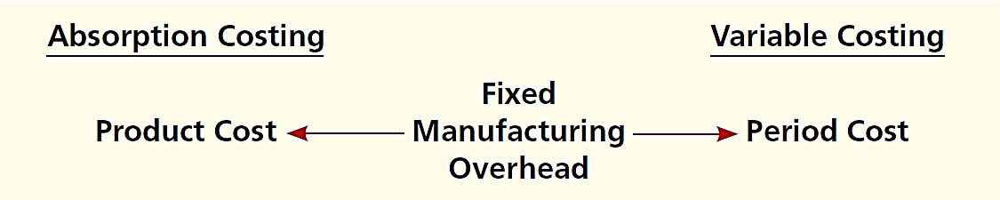 Absorption Costing
Variable Costing
Fixed
Product Cost Manufacturing Period Cost
Overhead